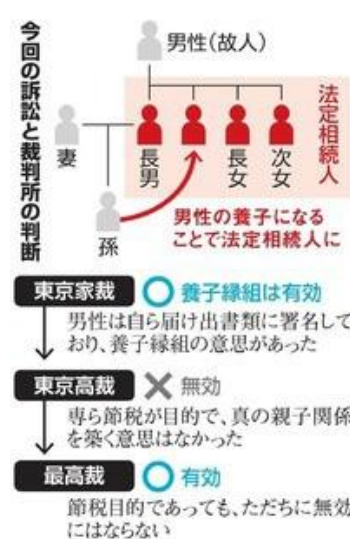 今回の訴訟と裁判所の判断
男性(故人)
法定相続人
妻
長男
長女
次女
孫
男性の養子になる
ことで法定相続人に
東京家裁 ○ 養子縁組は有効
男性は自ら届け出書類に署名して
おり、養子縁組の意思があった
東京高裁 × 無効
専ら節税が目的で、真の親子関係
を築く意思はなかった
最高裁 ○ 有効
節税目的であっても、ただちに無効
にはならない